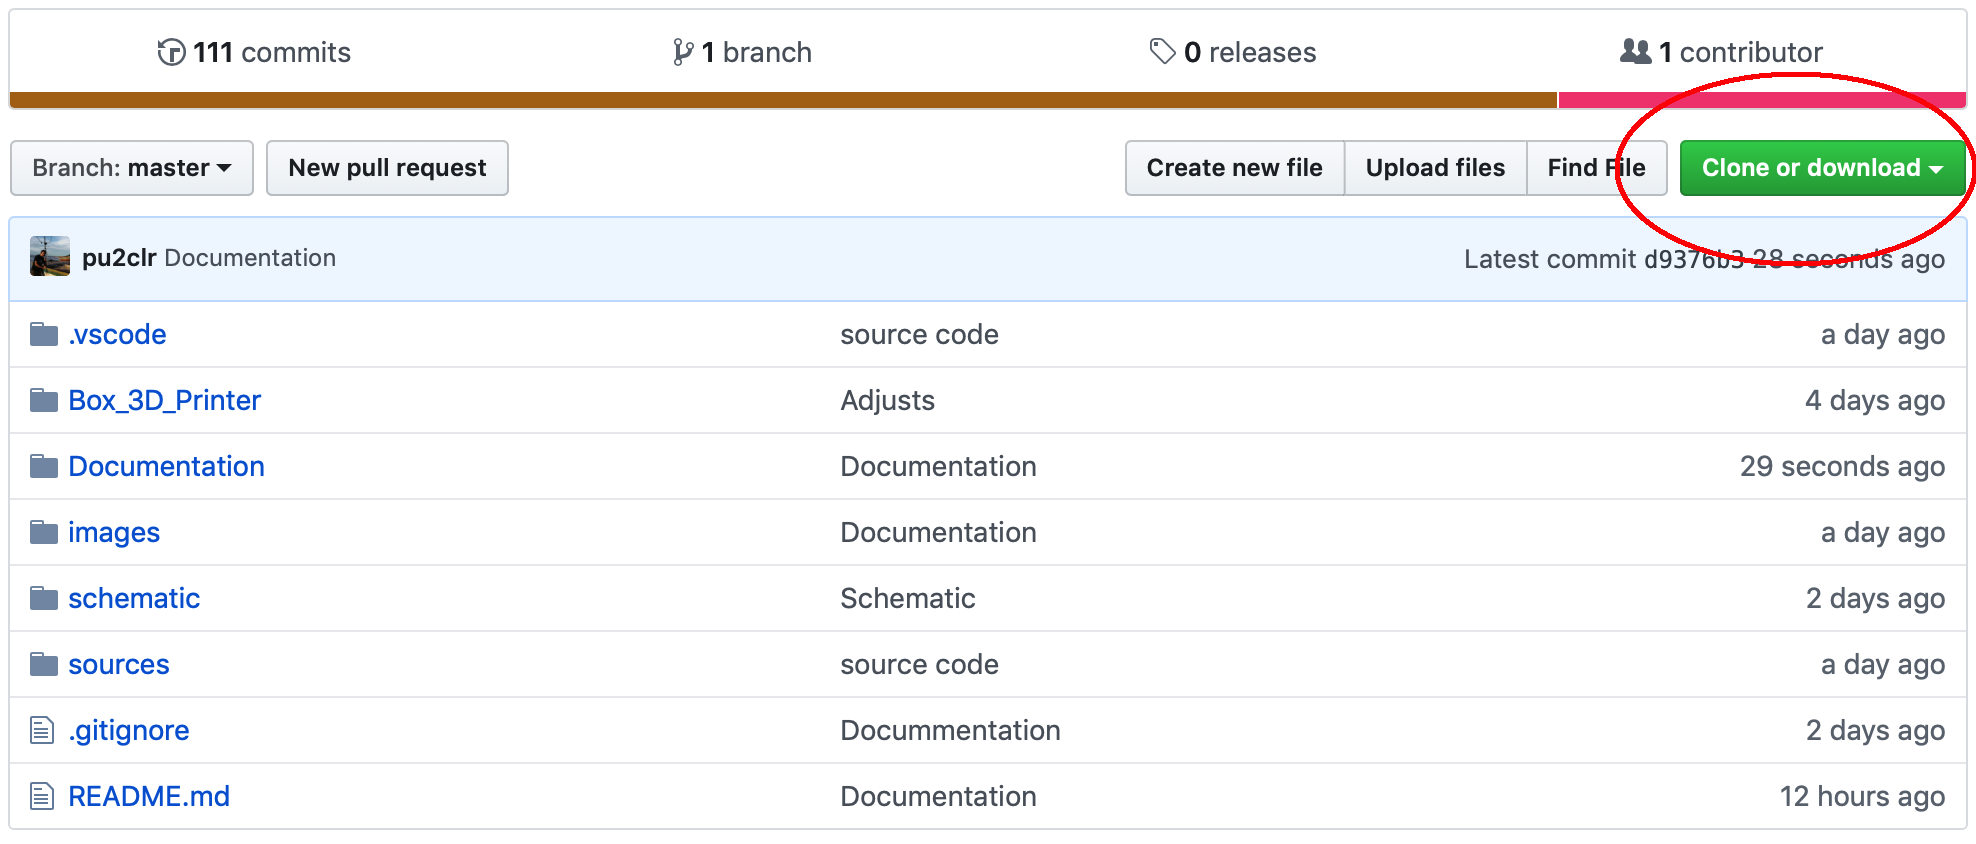 111 commits 1 branch 0 releases 1 contributor
Branch: master New pull request Create new file Upload files Find File Clone or download
pu2clr Documentation Latest commit d9376b3 28 seconds ago
.vscode source code a day ago
Box_3D_Printer Adjusts 4 days ago
Documentation Documentation 29 seconds ago
images Documentation a day ago
schematic Schematic 2 days ago
sources source code a day ago
.gitignore Docummentation 2 days ago
README.md Documentation 12 hours ago